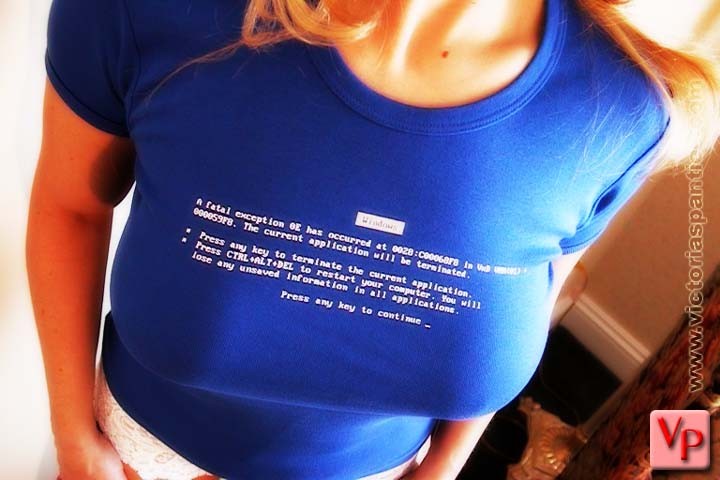 Windows
A fatal exception 0E has occurred at 0028:C00068F8 in VxD
000059F8. The current application will be terminated.
* Press any key to terminate the current application.
* Press CTRL+ALT+DEL to restart your computer. You will
lose any unsaved information in all applications.
Press any key to continue _
www.victoriaspanties.com
VP